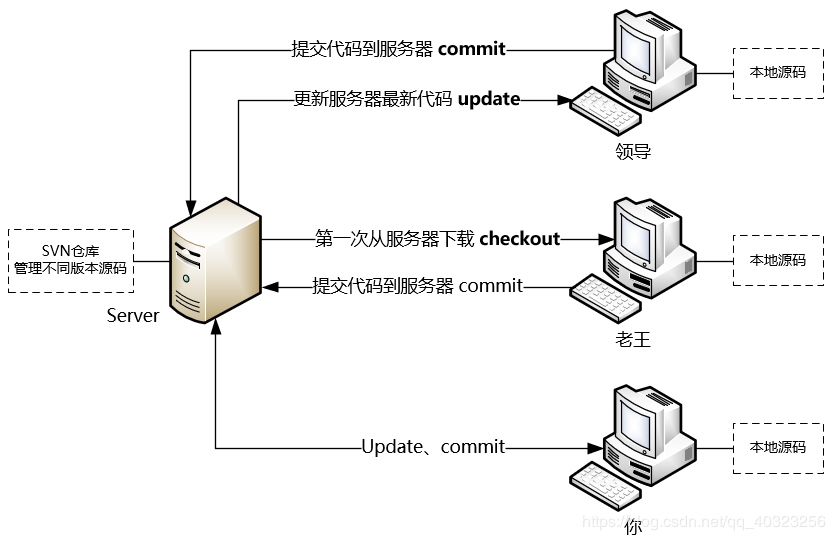 提交代码到服务器 commit
本地源码
更新服务器最新代码 update
领导
SVN仓库
管理不同版本源码
第一次从服务器下载 checkout
本地源码
提交代码到服务器 commit
Server
老王
Update、commit
本地源码
https://blog.csdn.net/qq_40323256
你